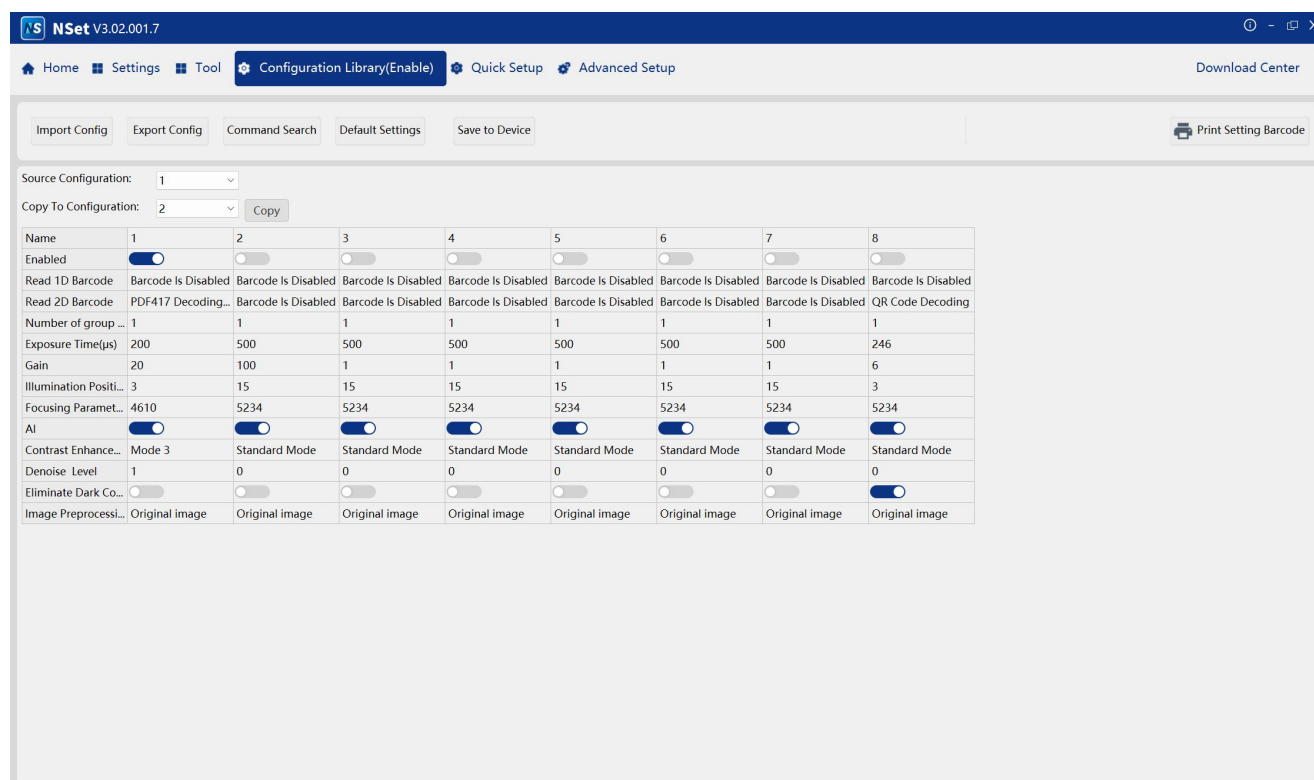 NS NSet V3.02.001.7
Home Settings Tool Configuration Library(Enable) Quick Setup Advanced Setup Download Center
Import Config Export Config Command Search Default Settings Save to Device Print Setting Barcode
Source Configuration: 1
Copy To Configuration: 2 Copy
Name 1 2 3 4 5 6 7 8
Enabled
Read 1D Barcode Barcode Is Disabled Barcode Is Disabled Barcode Is Disabled Barcode Is Disabled Barcode Is Disabled Barcode Is Disabled Barcode Is Disabled Barcode Is Disabled
Read 2D Barcode PDF417 Decoding... Barcode Is Disabled Barcode Is Disabled Barcode Is Disabled Barcode Is Disabled Barcode Is Disabled Barcode Is Disabled QR Code Decoding
Number of group ... 1 1 1 1 1 1 1 1
Exposure Time(μs) 200 500 500 500 500 500 500 246
Gain 20 100 1 1 1 1 1 6
Illumination Positi... 3 15 15 15 15 15 15 3
Focusing Paramet... 4610 5234 5234 5234 5234 5234 5234 5234
AI
Contrast Enhance... Mode 3 Standard Mode Standard Mode Standard Mode Standard Mode Standard Mode Standard Mode Standard Mode
Denoise Level 1 0 0 0 0 0 0 0
Eliminate Dark Co...
Image Preprocessi... Original image Original image Original image Original image Original image Original image Original image Original image